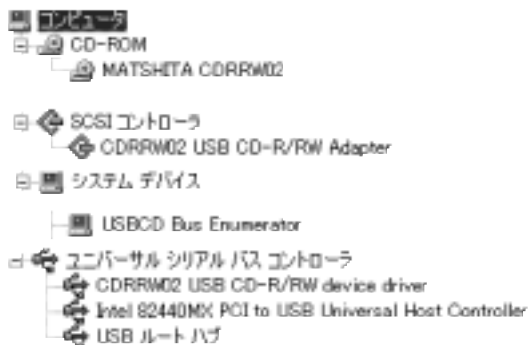 コンピュータ
CD-ROM
MATSHITA CDRRW02
SCSI コントローラ
CDRRW02 USB CD-R/RW Adapter
システム デバイス
USBCD Bus Enumerator
ユニバーサル シリアル バス コントローラ
CDRRW02 USB CD-R/RW device driver
Intel 82440MX PCI to USB Universal Host Controller
USB ルート ハブ